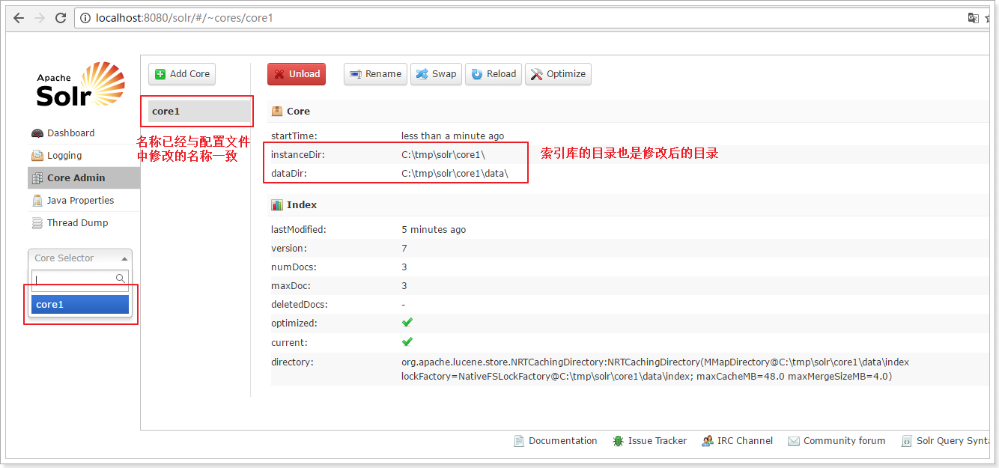 localhost:8080/solr/#/~cores/core1
Apache
Solr
Dashboard
Logging
Core Admin
Java Properties
Thread Dump
Core Selector
core1
Add Core
core1
名称已经与配置文件
中修改的名称一致
Unload
Rename
Swap
Reload
Optimize
Core
startTime: less than a minute ago
instanceDir: C:\tmp\solr\core1\
dataDir: C:\tmp\solr\core1\data\
索引库的目录也是修改后的目录
Index
lastModified: 5 minutes ago
version: 7
numDocs: 3
maxDoc: 3
deletedDocs: -
optimized:
current:
directory: org.apache.lucene.store.NRTCachingDirectory:NRTCachingDirectory(MMapDirectory@C:\tmp\solr\core1\data\index
lockFactory=NativeFSLockFactory@C:\tmp\solr\core1\data\index; maxCacheMB=48.0 maxMergeSizeMB=4.0)
Documentation
Issue Tracker
IRC Channel
Community forum
Solr Query Synta